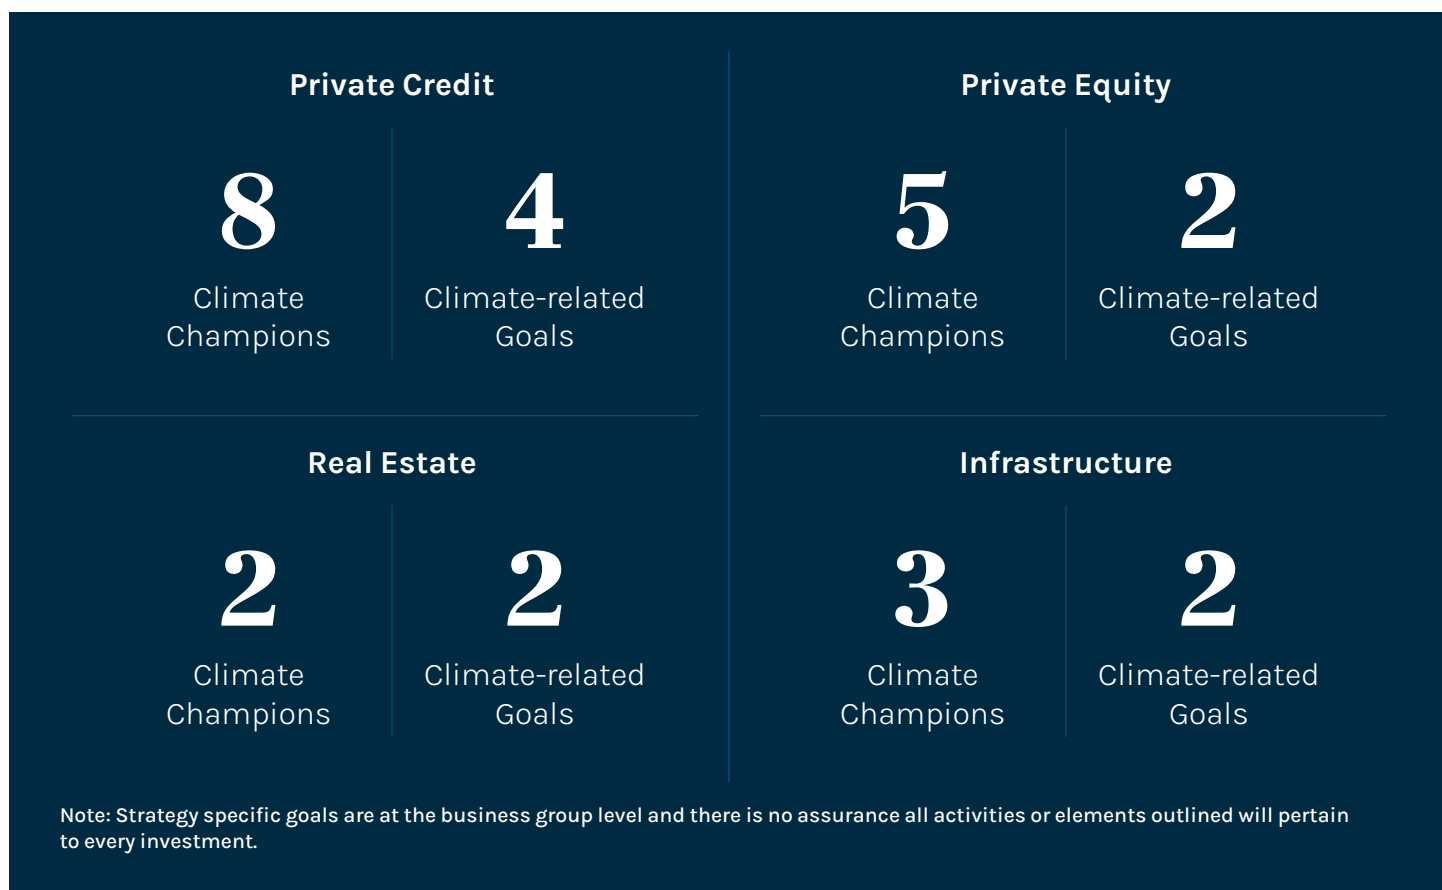 Private Credit
8
Climate
Champions
4
Climate-related
Goals
Private Equity
5
Climate
Champions
2
Climate-related
Goals
Real Estate
2
Climate
Champions
2
Climate-related
Goals
Infrastructure
3
Climate
Champions
2
Climate-related
Goals
Note: Strategy specific goals are at the business group level and there is no assurance all activities or elements outlined will pertain
to every investment.